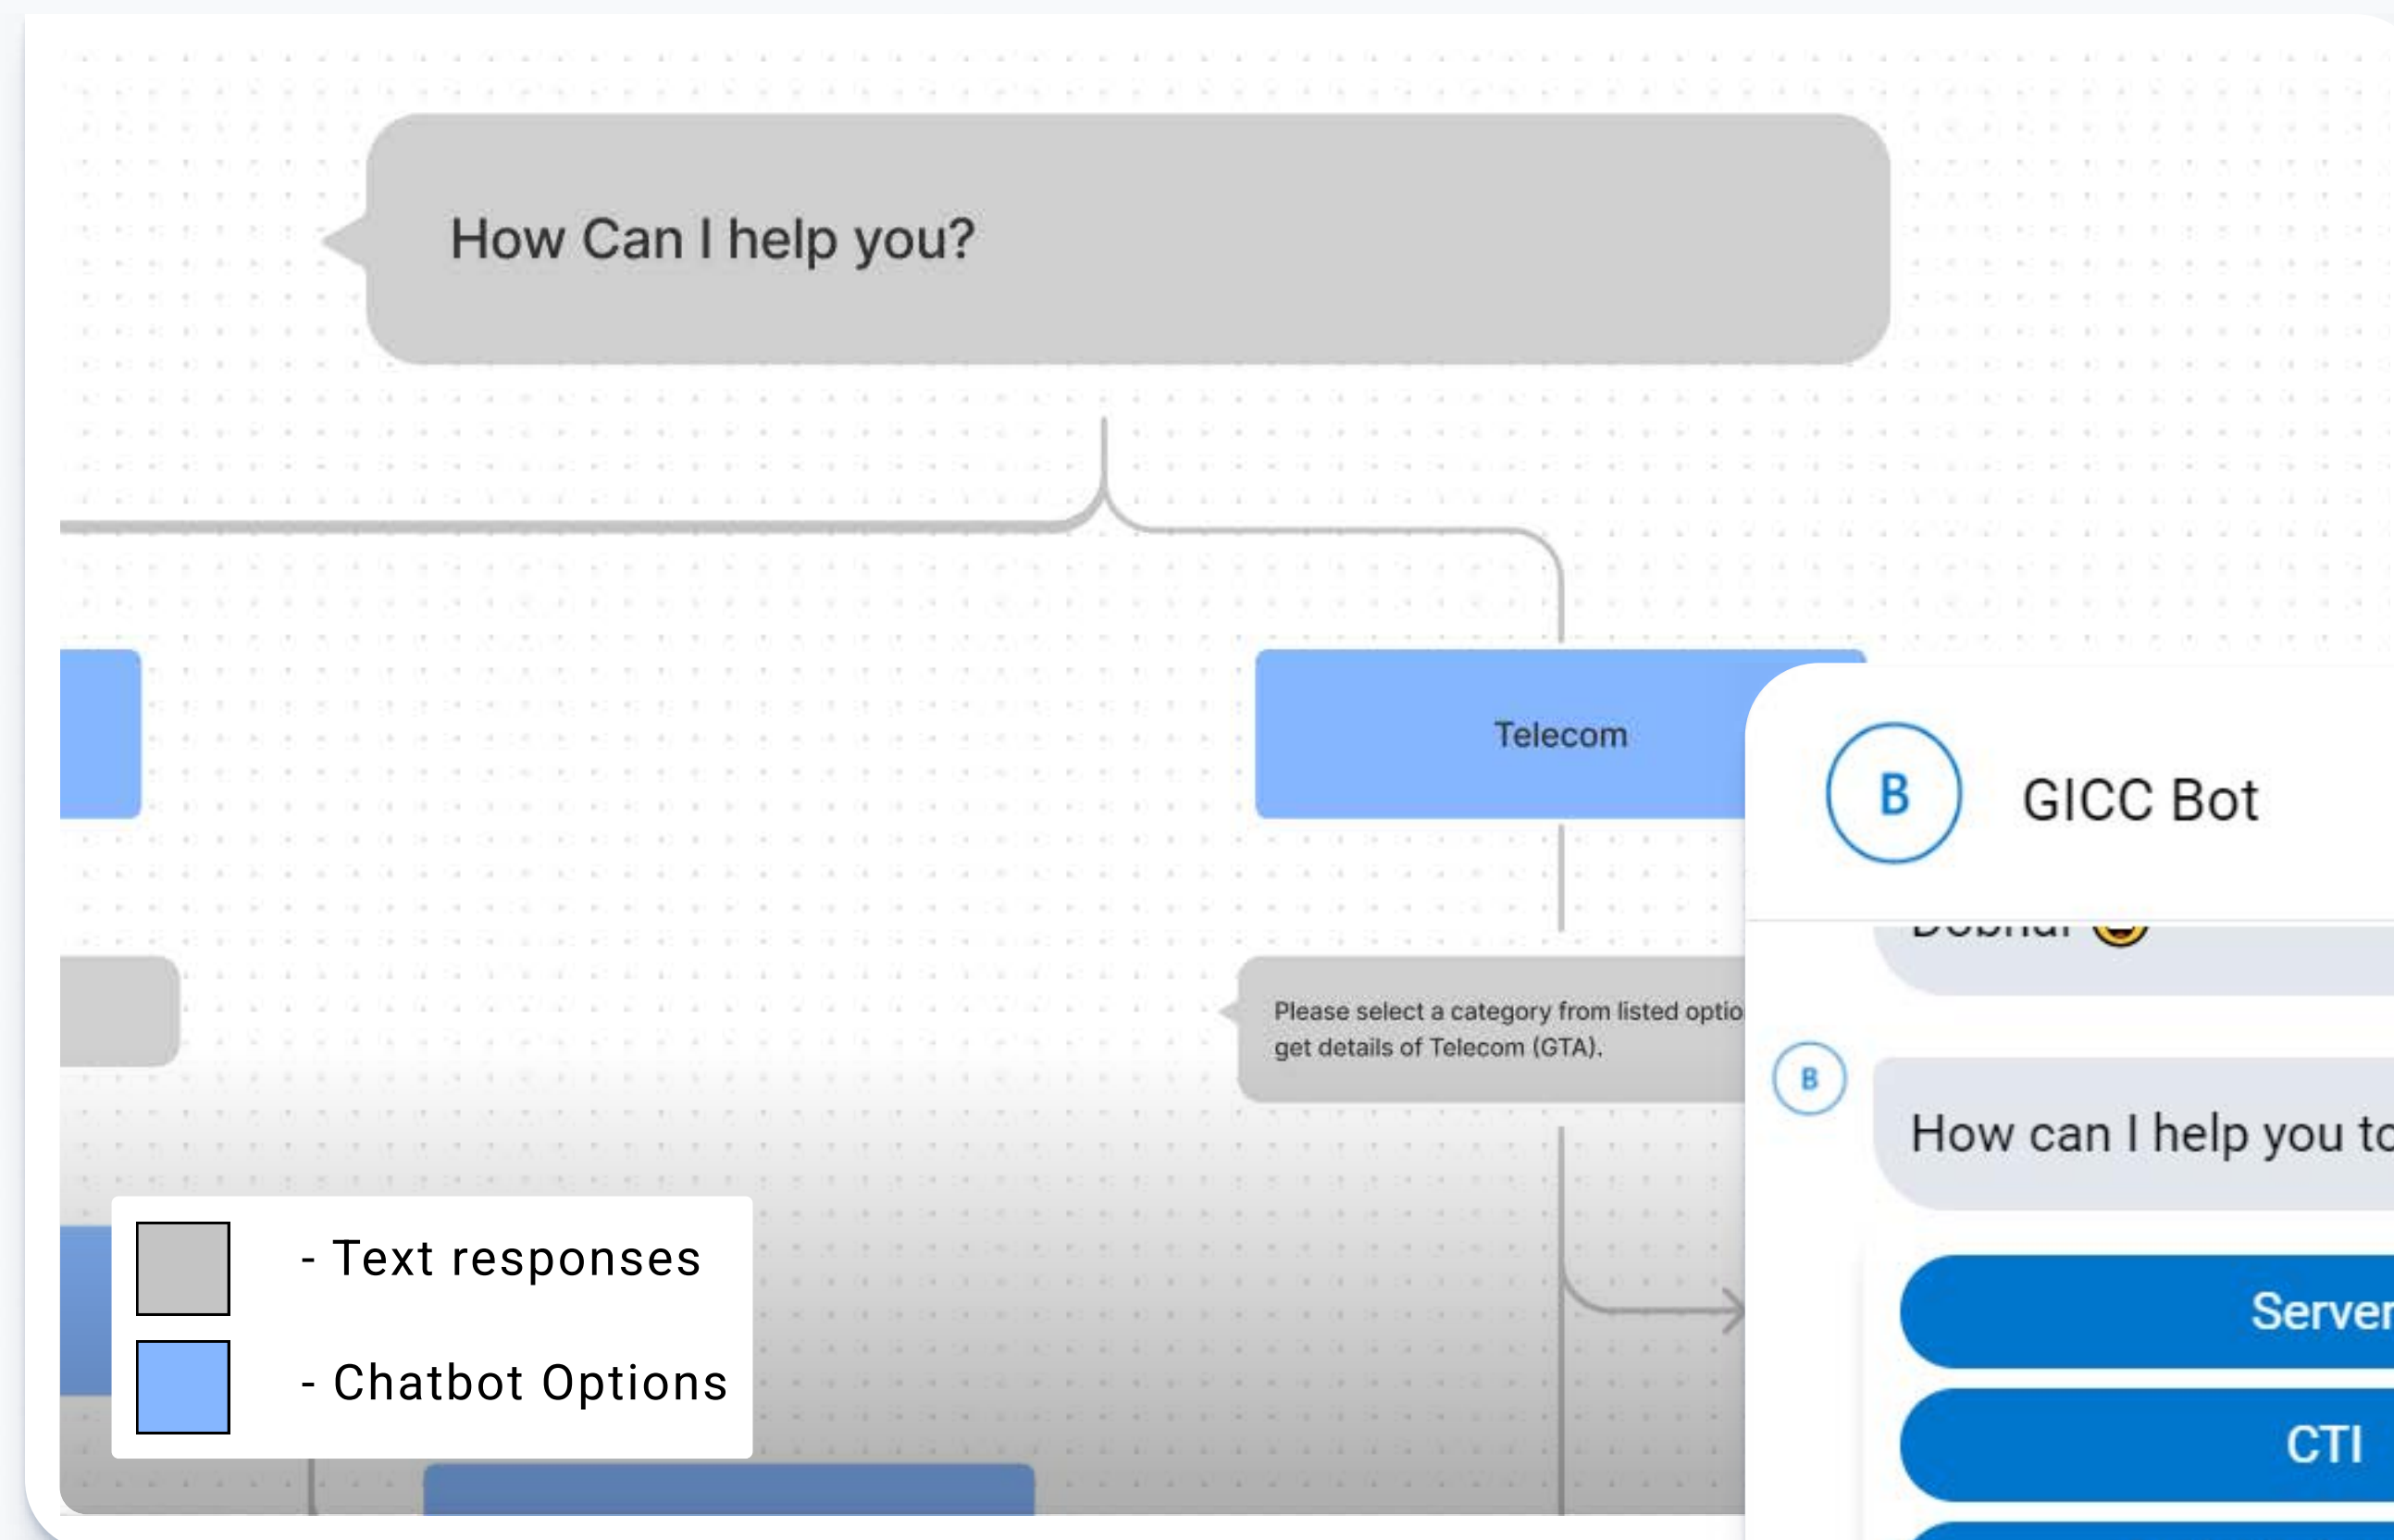 How Can I help you?
Telecom
B
GICC Bot
Please select a category from listed optio
get details of Telecom (GTA).
B
How can I help you to
Server
CTI
- Text responses
- Chatbot Options